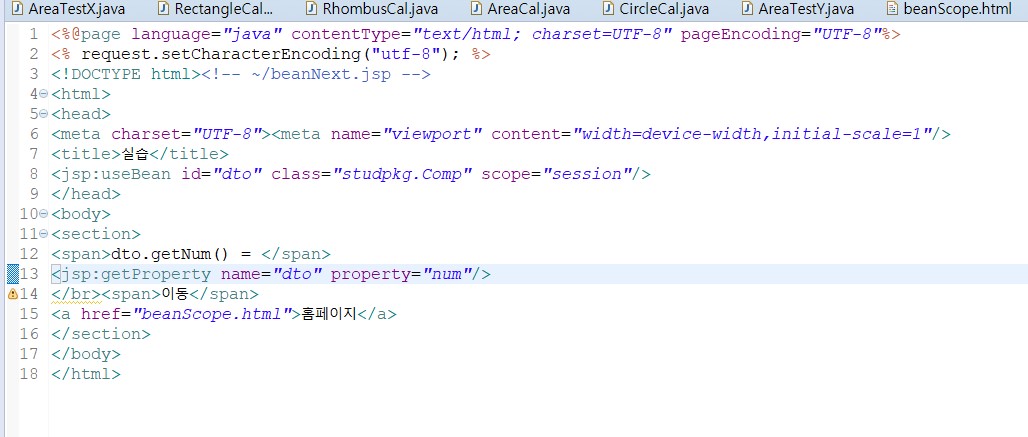 AreaTestX.java RectangleCal... RhombusCal.java AreaCal.java CircleCal.java AreaTestY.java beanScope.html
1 <%@page language="java" contentType="text/html; charset=UTF-8" pageEncoding="UTF-8"%>
2 <% request.setCharacterEncoding("utf-8"); %>
3 <!DOCTYPE html><!-- ~/beanNext.jsp -->
4 <html>
5 <head>
6 <meta charset="UTF-8"><meta name="viewport" content="width=device-width,initial-scale=1"/>
7 <title>실습</title>
8 <jsp:useBean id="dto" class="studpkg.Comp" scope="session"/>
9 </head>
10 <body>
11 <section>
12 <span>dto.getNum() = </span>
13 <jsp:getProperty name="dto" property="num"/>
14 </br><span>이동</span>
15 <a href="beanScope.html">홈페이지</a>
16 </section>
17 </body>
18 </html>